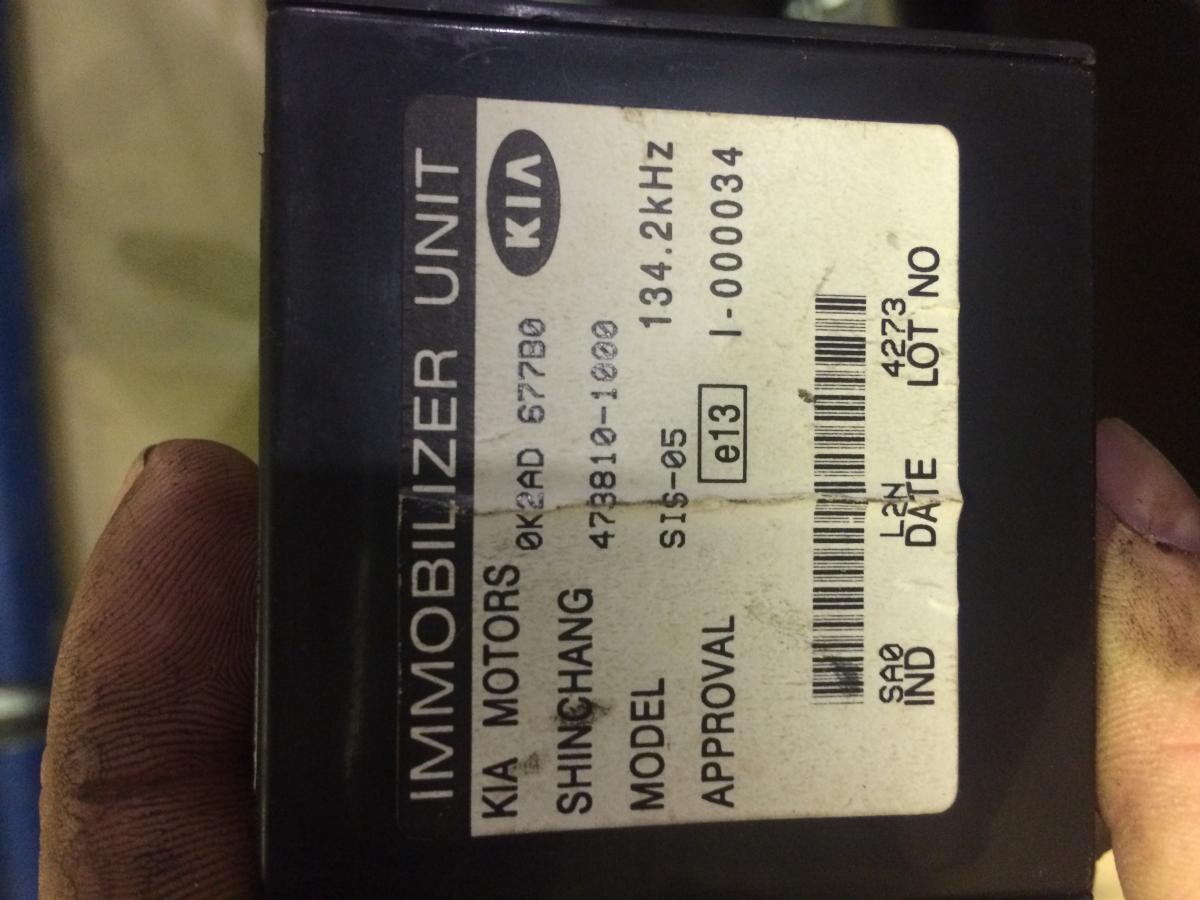 IMMOBILIZER UNIT
KIA MOTORS 0K2AD 677B0 KIA
SHINCHANG 473810-1000
MODEL SIS-05 134.2kHz
APPROVAL e13 I-000034
SA0 L2N 4273
IND DATE LOT NO